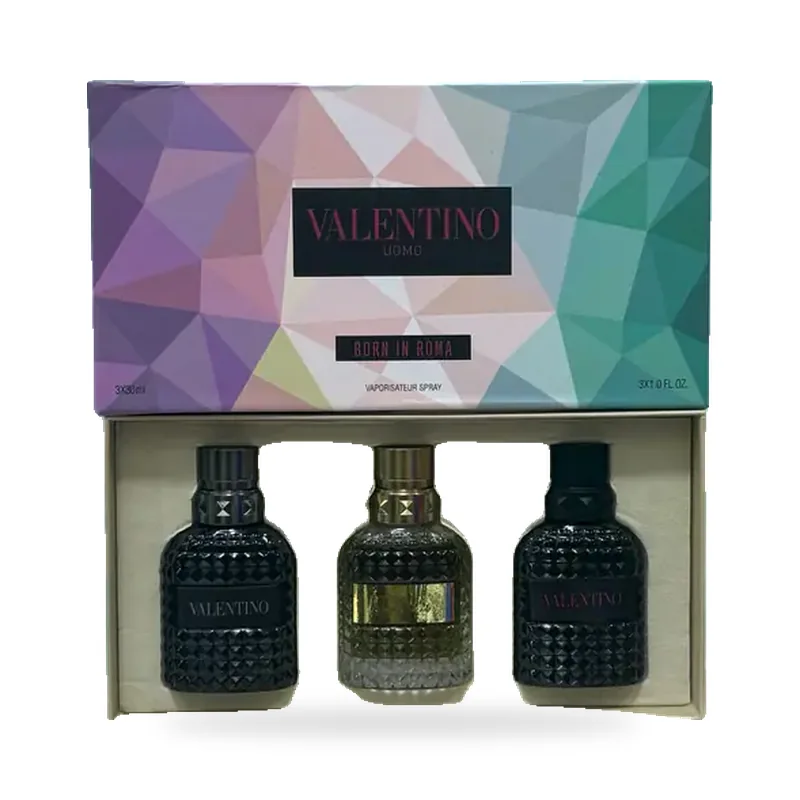 VALENTINO
UOMO
BORN IN ROMA
3X30ml
VAPORISATEUR SPRAY
3X1.0 FL OZ.
VALENTINO
VALENTINO